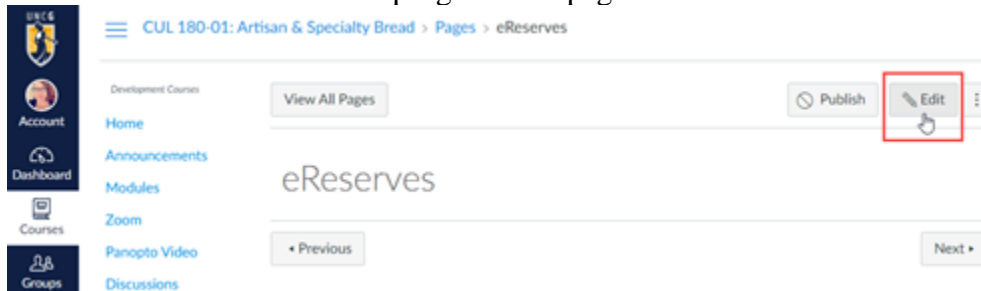 UNCG
CUL 180-01: Artisan & Specialty Bread > Pages > eReserves
Account
Dashboard
Courses
Groups
Development Courses
Home
Announcements
Modules
Zoom
Panopto Video
Discussions
View All Pages
Publish
Edit
eReserves
Previous
Next